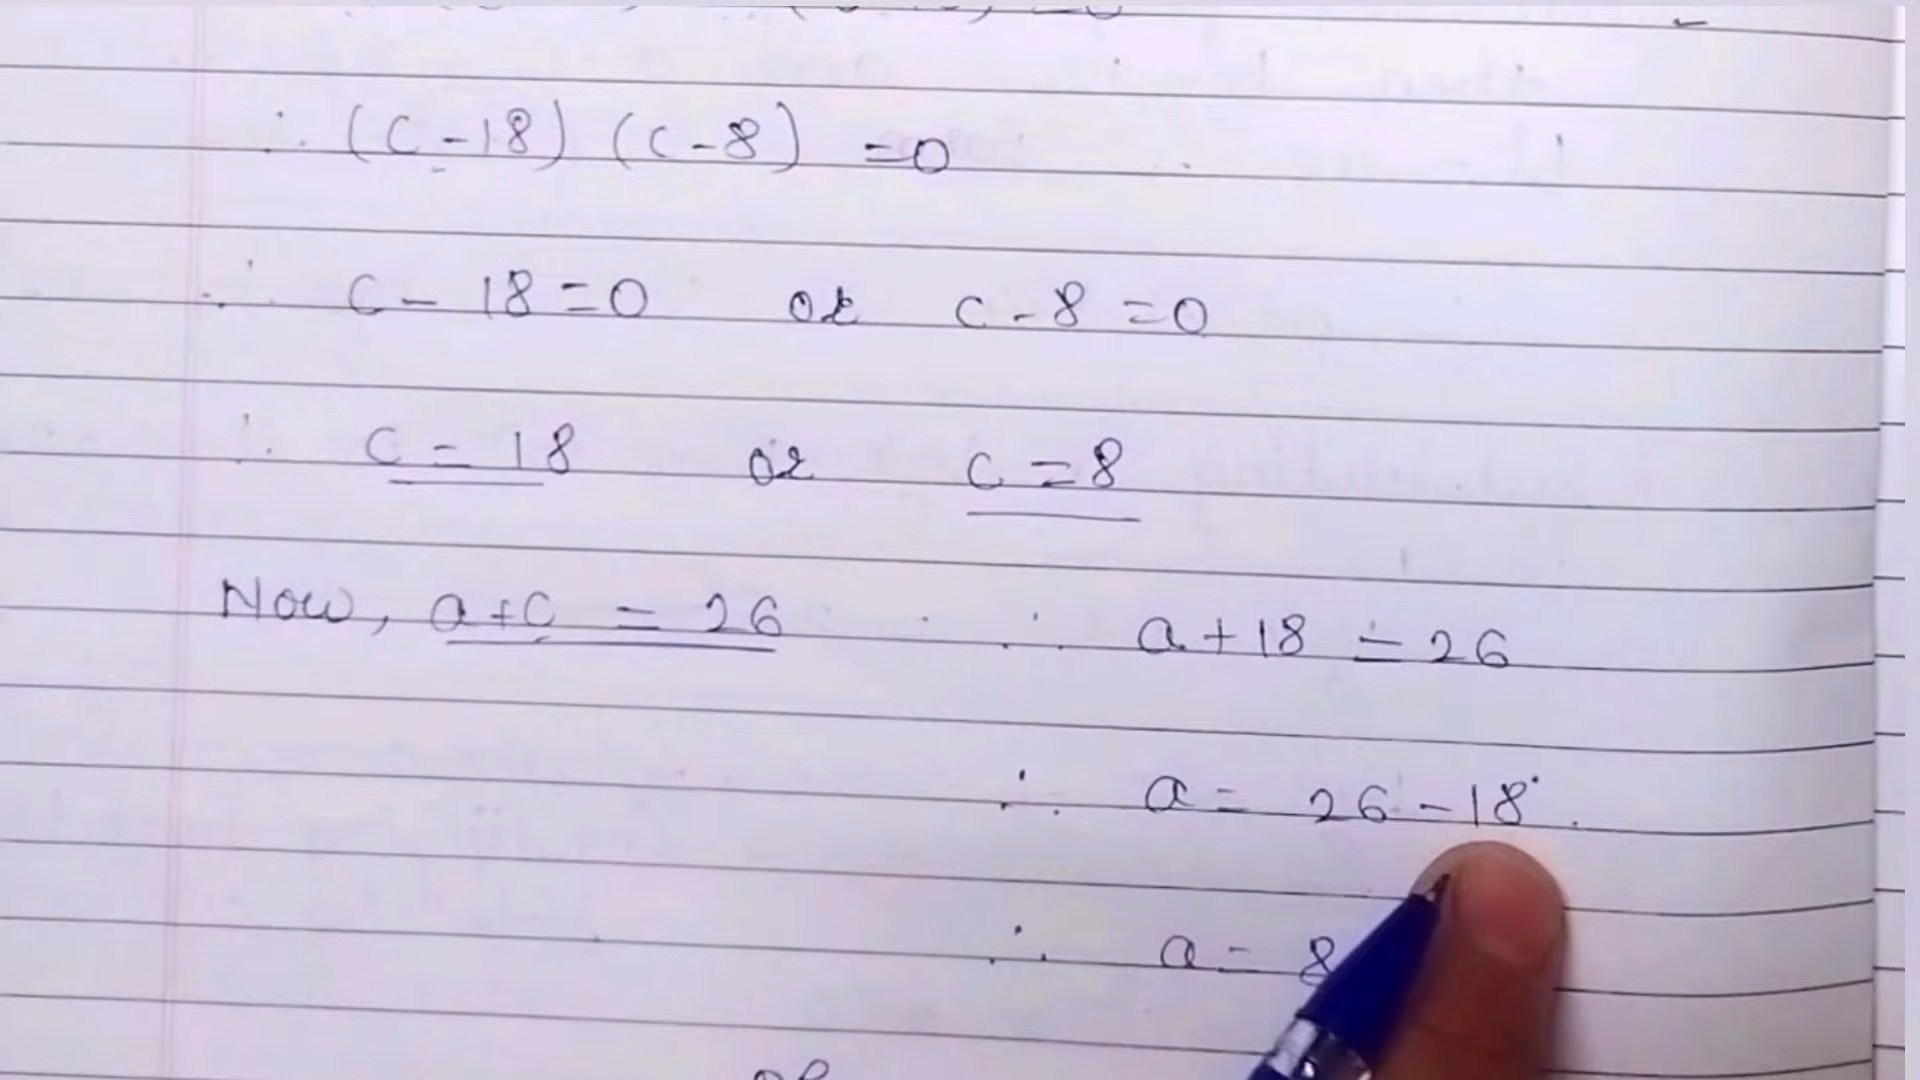 ∴ (c-18) (c-8) =0
∴ c - 18 =0 or c - 8 =0
∴ c = 18 or c = 8
Now, a+c = 26 ∴ a+18 = 26
∴ a = 26 - 18
∴ a = 8